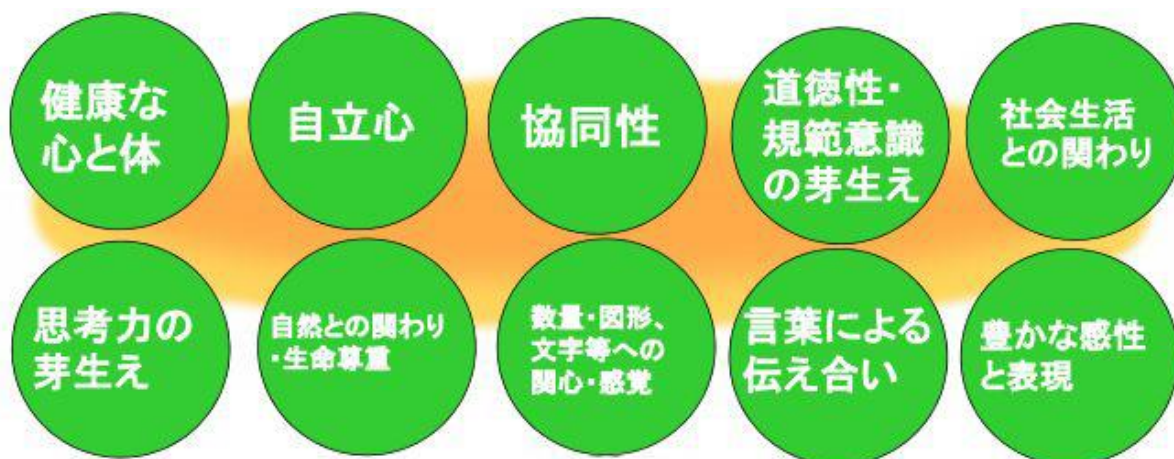 健康な
心と体
自立心
協同性
道徳性・
規範意識
の芽生え
社会生活
との関わり
思考力の
芽生え
自然との関わり
・生命尊重
数量・図形、
文字等への
関心・感覚
言葉による
伝え合い
豊かな感性
と表現